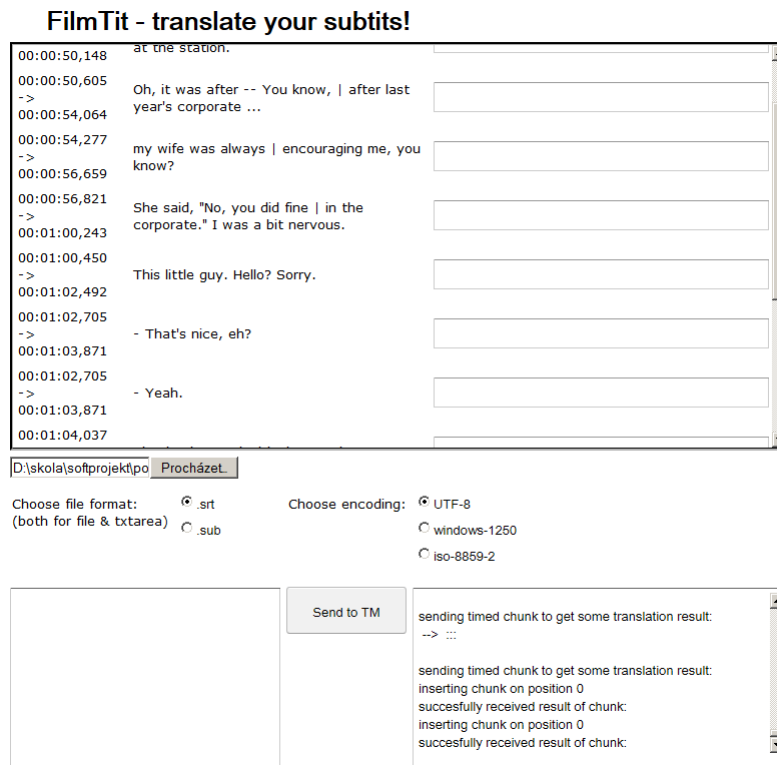 FilmTit - translate your subtits!
at the station.
00:00:50,148
00:00:50,605
->
00:00:54,064
Oh, it was after -- You know, | after last
year's corporate ...
00:00:54,277
->
00:00:56,659
my wife was always | encouraging me, you
know?
00:00:56,821
->
00:01:00,243
She said, "No, you did fine | in the
corporate." I was a bit nervous.
00:01:00,450
->
00:01:02,492
This little guy. Hello? Sorry.
00:01:02,705
->
00:01:03,871
- That's nice, eh?
00:01:02,705
->
00:01:03,871
- Yeah.
00:01:04,037
D:\skola\softprojekt\po
Procházet..
Choose file format:
(both for file & txtarea)
.srt
.sub
Choose encoding:
UTF-8
windows-1250
iso-8859-2
Send to TM
sending timed chunk to get some translation result:
--> :::
sending timed chunk to get some translation result:
inserting chunk on position 0
succesfully received result of chunk:
inserting chunk on position 0
succesfully received result of chunk: